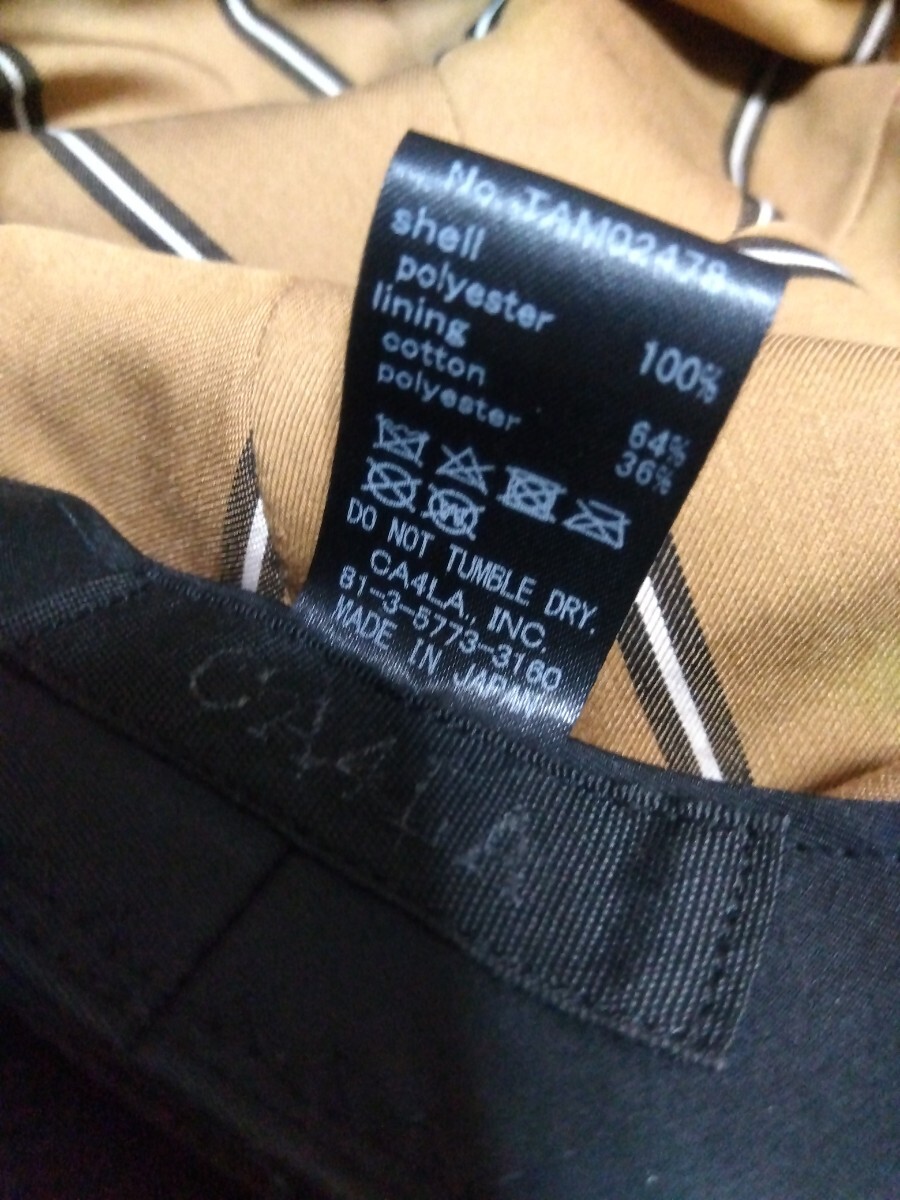 No. TAM02478
shell
polyester 100%
lining
cotton 64%
polyester 36%
DO NOT TUMBLE DRY.
CA4LA, INC.
81-3-5773-3160
MADE IN JAPAN
CA4LA